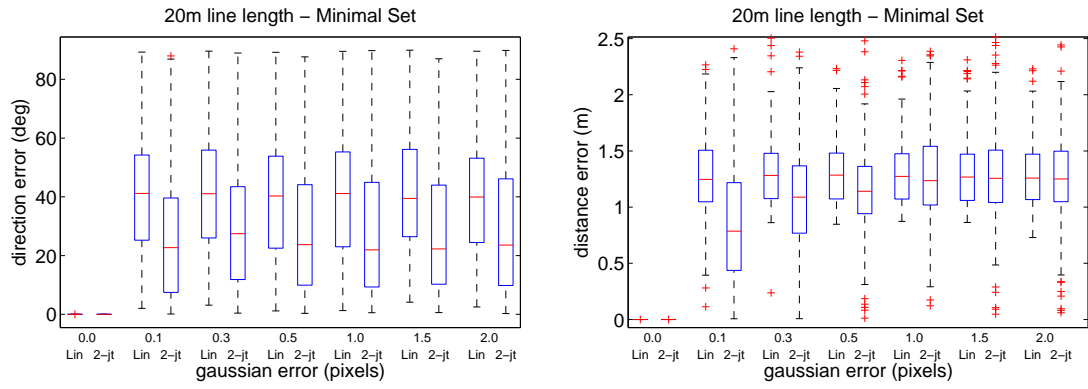 20m line length − Minimal Set
direction error (deg)
80
60
40
20
0
0.0 0.1 0.3 0.5 1.0 1.5 2.0
Lin 2−jt Lin 2−jt Lin 2−jt Lin 2−jt Lin 2−jt Lin 2−jt Lin 2−jt
gaussian error (pixels)
20m line length − Minimal Set
distance error (m)
2.5
2
1.5
1
0.5
0
0.0 0.1 0.3 0.5 1.0 1.5 2.0
Lin 2−jt Lin 2−jt Lin 2−jt Lin 2−jt Lin 2−jt Lin 2−jt Lin 2−jt
gaussian error (pixels)